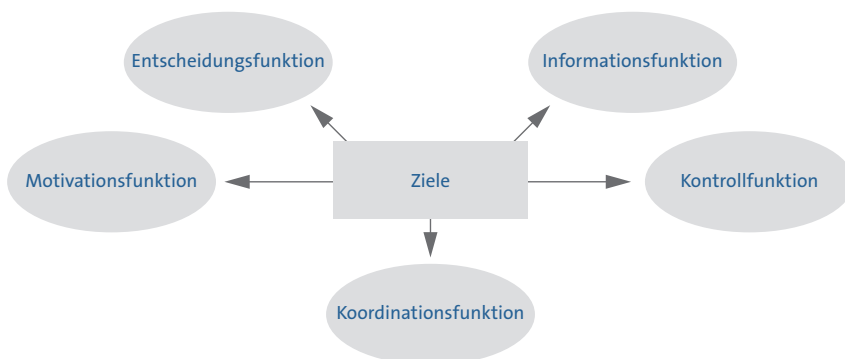 Entscheidungsfunktion
Informationsfunktion
Motivationsfunktion
Ziele
Kontrollfunktion
Koordinationsfunktion